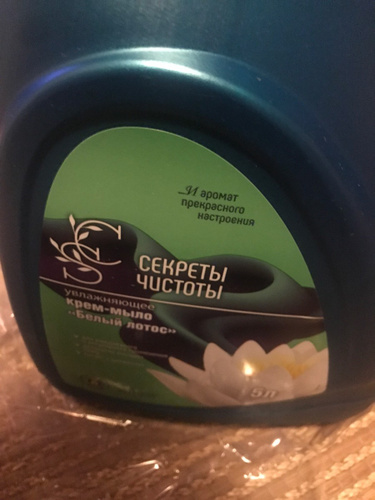 ...И аромат
прекрасного
настроения
СЕКРЕТЫ
ЧИСТОТЫ
увлажняющее
крем-мыло
«Белый лотос»
5л